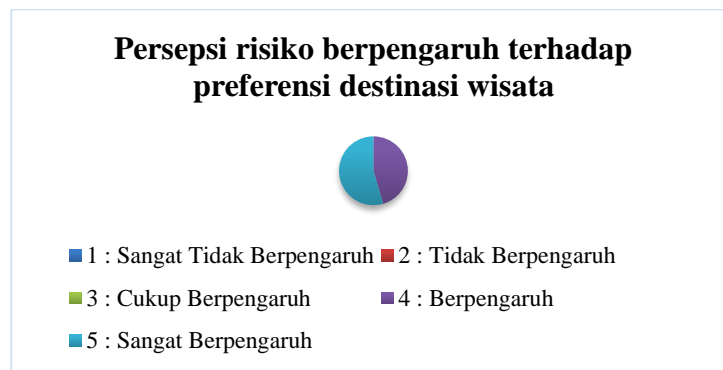 Persepsi risiko berpengaruh terhadap
preferensi destinasi wisata
1 : Sangat Tidak Berpengaruh 2 : Tidak Berpengaruh
3 : Cukup Berpengaruh 4 : Berpengaruh
5 : Sangat Berpengaruh